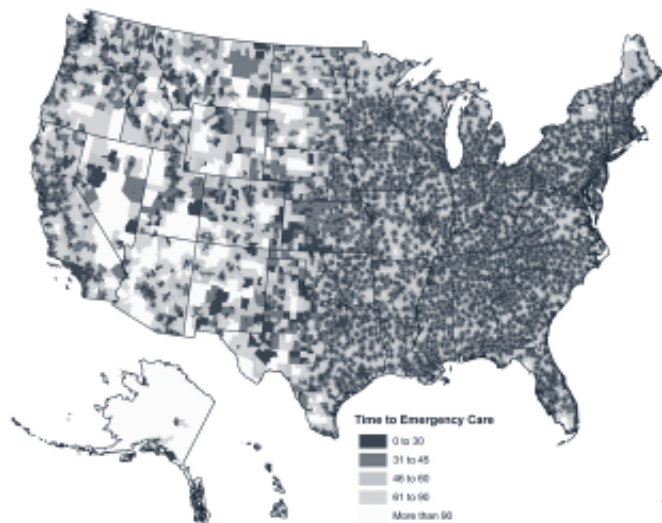 Time to Emergency Care
0 to 30
31 to 45
46 to 60
61 to 90
More than 90